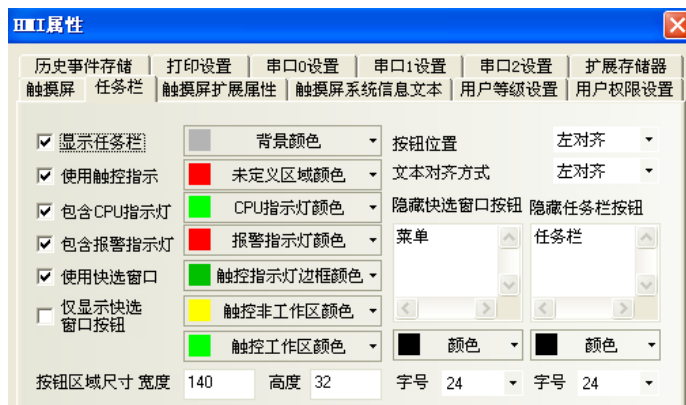 HMI属性
历史事件存储 打印设置 串口0设置 串口1设置 串口2设置 扩展存储器
触摸屏 任务栏 触摸屏扩展属性 触摸屏系统信息文本 用户等级设置 用户权限设置
显示任务栏 背景颜色 按钮位置 左对齐
使用触控指示 未定义区域颜色 文本对齐方式 左对齐
包含CPU指示灯 CPU指示灯颜色 隐藏快选窗口按钮 隐藏任务栏按钮
包含报警指示灯 报警指示灯颜色 菜单 任务栏
使用快选窗口 触控指示灯边框颜色
仅显示快选
窗口按钮 触控非工作区颜色
触控工作区颜色 颜色 颜色
按钮区域尺寸 宽度 140 高度 32 字号 24 字号 24